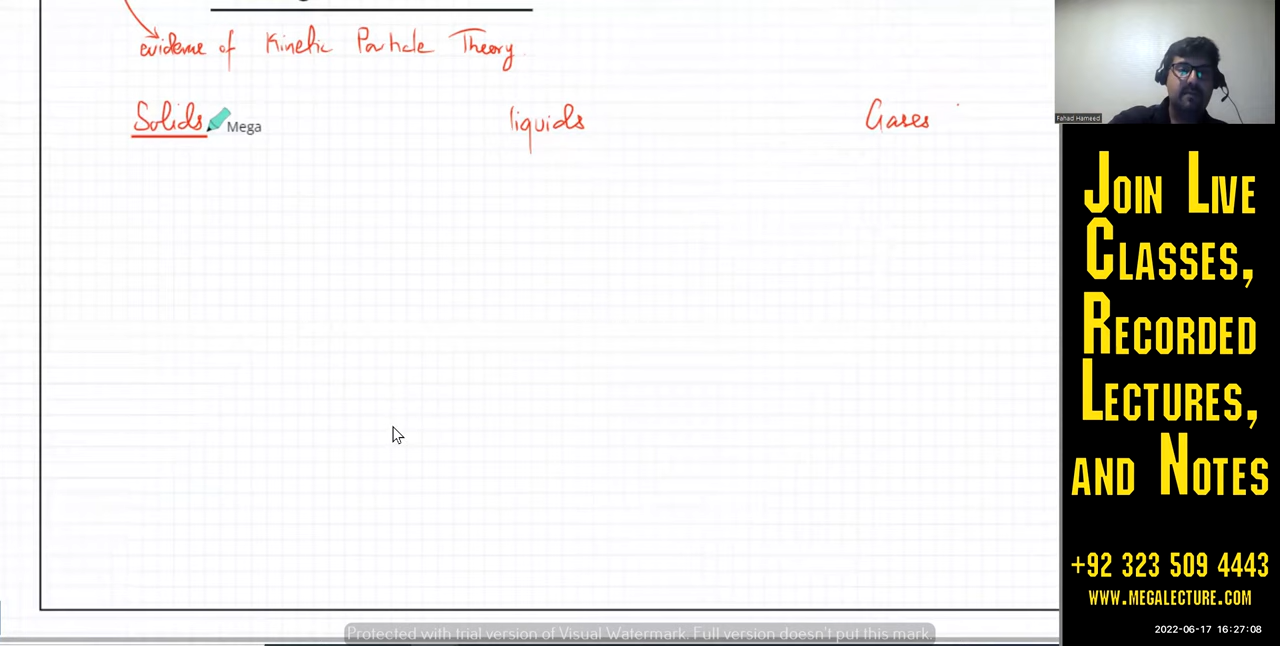 evidence of Kinetic Particle Theory
Solids
Mega
liquids
Gases
Fahad Hameed
JOIN LIVE
CLASSES,
RECORDED
LECTURES,
AND NOTES
+92 323 509 4443
WWW.MEGALECTURE.COM
2022-06-17 16:27:08
Protected with trial version of Visual Watermark. Full version doesn't put this mark.